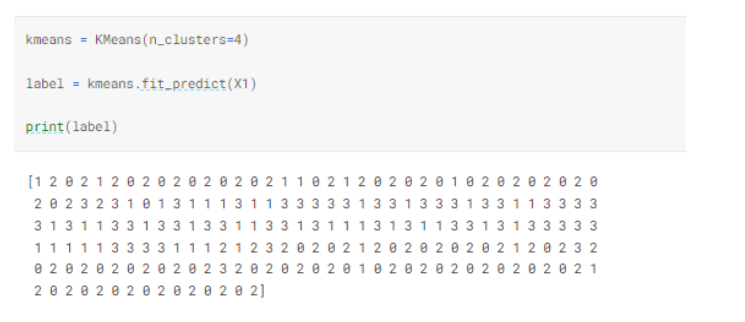 kmeans = KMeans(n_clusters=4)
label = kmeans.fit_predict(X1)
print(label)
[1 2 0 2 1 2 0 2 0 2 0 2 0 2 0 2 1 1 0 2 1 2 0 2 0 2 0 1 0 2 0 2 0 2 0 2 0
2 0 2 3 2 3 1 0 1 3 1 1 1 3 1 1 3 3 3 3 3 1 3 3 1 3 3 3 1 3 3 1 1 3 3 3 3
3 1 3 1 1 3 3 1 3 3 1 3 3 1 1 3 3 1 3 1 1 1 3 1 3 1 1 3 3 1 3 1 3 3 3 3 3
1 1 1 1 1 3 3 3 3 1 1 1 2 1 2 3 2 0 2 0 2 1 2 0 2 0 2 0 2 0 2 1 2 0 2 3 2
0 2 0 2 0 2 0 2 0 2 0 2 3 2 0 2 0 2 0 2 0 1 0 2 0 2 0 2 0 2 0 2 0 2 0 2 1
2 0 2 0 2 0 2 0 2 0 2 0 2 0 2]